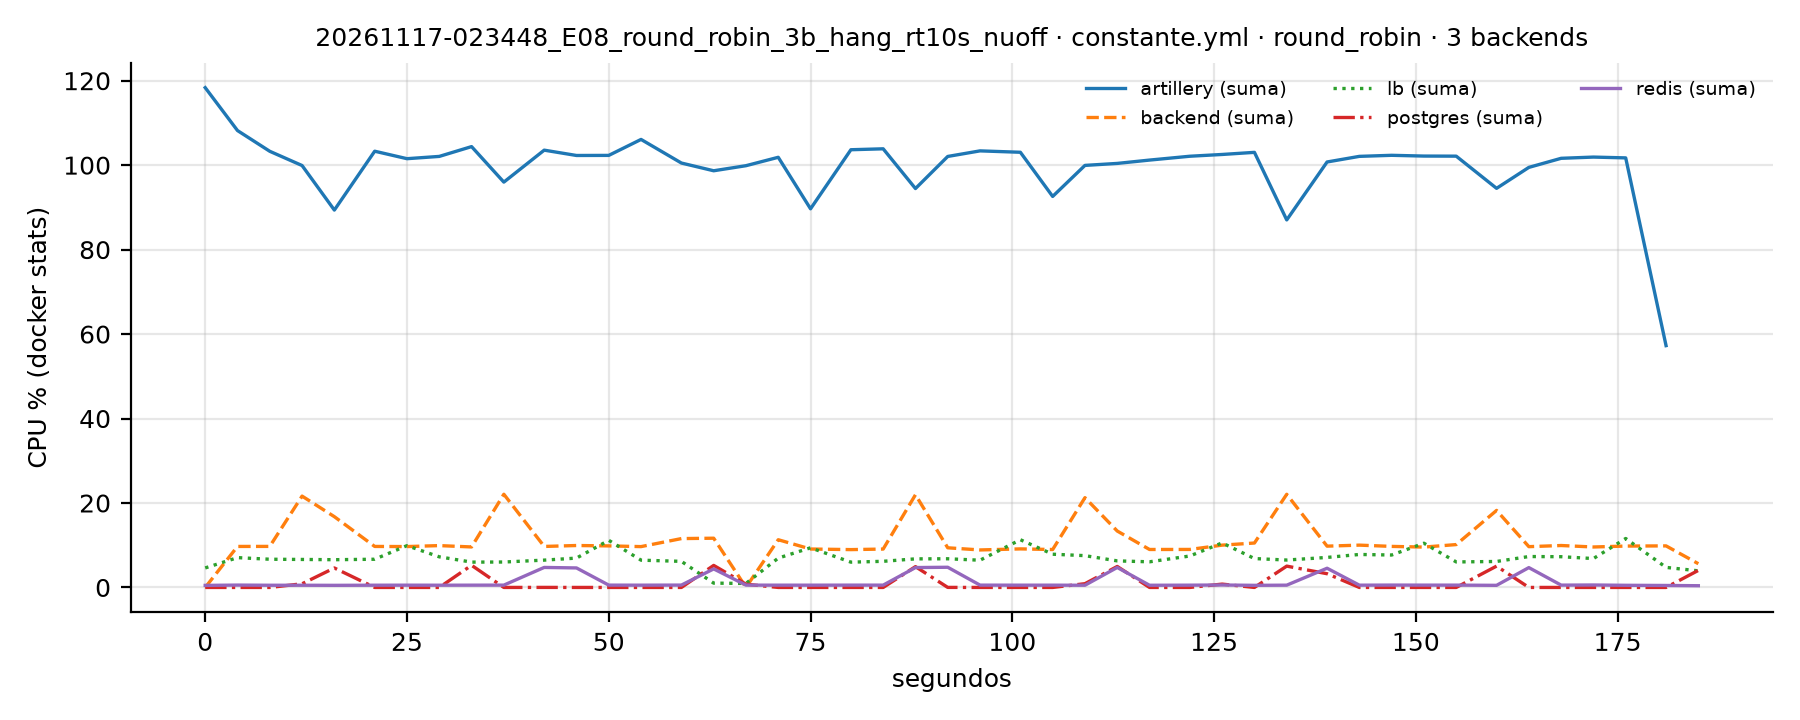 20261117-023448_E08_round_robin_3b_hang_rt10s_nuoff · constante.yml · round_robin · 3 backends
artillery (suma)
backend (suma)
lb (suma)
postgres (suma)
redis (suma)
CPU % (docker stats)
120
100
80
60
40
20
0
0 25 50 75 100 125 150 175
segundos